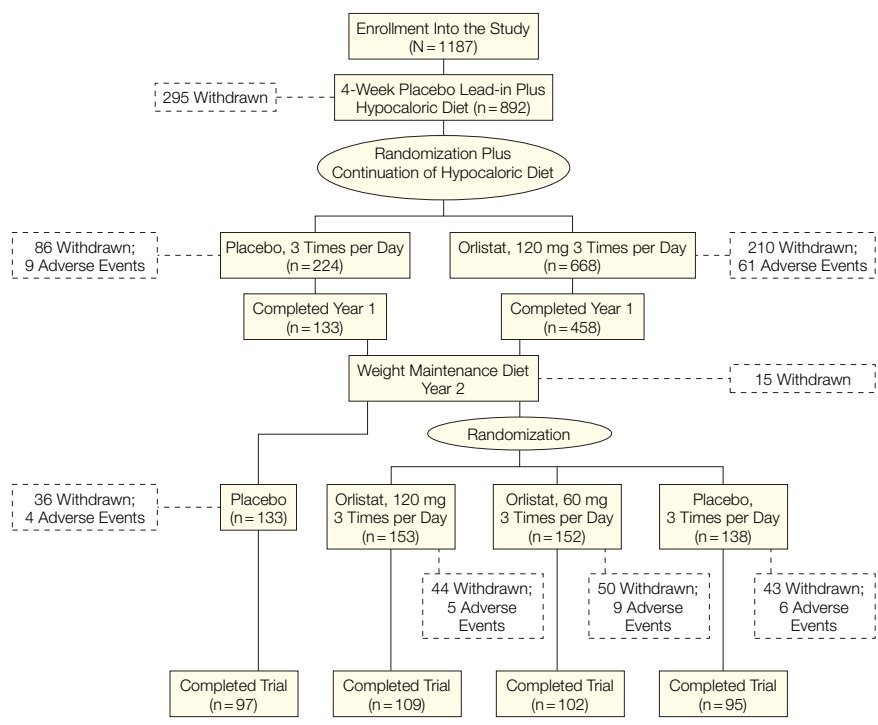 Enrollment Into the Study
(N = 1187)
295 Withdrawn
4-Week Placebo Lead-in Plus
Hypocaloric Diet (n = 892)
Randomization Plus
Continuation of Hypocaloric Diet
86 Withdrawn;
9 Adverse Events
Placebo, 3 Times per Day
(n = 224)
Orlistat, 120 mg 3 Times per Day
(n = 668)
210 Withdrawn;
61 Adverse Events
Completed Year 1
(n = 133)
Completed Year 1
(n = 458)
Weight Maintenance Diet
Year 2
15 Withdrawn
Randomization
36 Withdrawn;
4 Adverse Events
Placebo
(n = 133)
Orlistat, 120 mg
3 Times per Day
(n = 153)
Orlistat, 60 mg
3 Times per Day
(n = 152)
Placebo,
3 Times per Day
(n = 138)
44 Withdrawn;
5 Adverse
Events
50 Withdrawn;
9 Adverse
Events
43 Withdrawn;
6 Adverse
Events
Completed Trial
(n = 97)
Completed Trial
(n = 109)
Completed Trial
(n = 102)
Completed Trial
(n = 95)